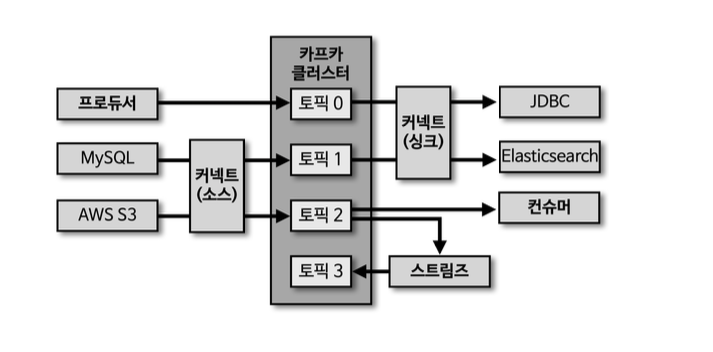 카프카
클러스터
프로듀서
토픽 0
커넥트
(싱크)
JDBC
MySQL
커넥트
(소스)
토픽 1
Elasticsearch
AWS S3
토픽 2
컨슈머
토픽 3
스트림즈